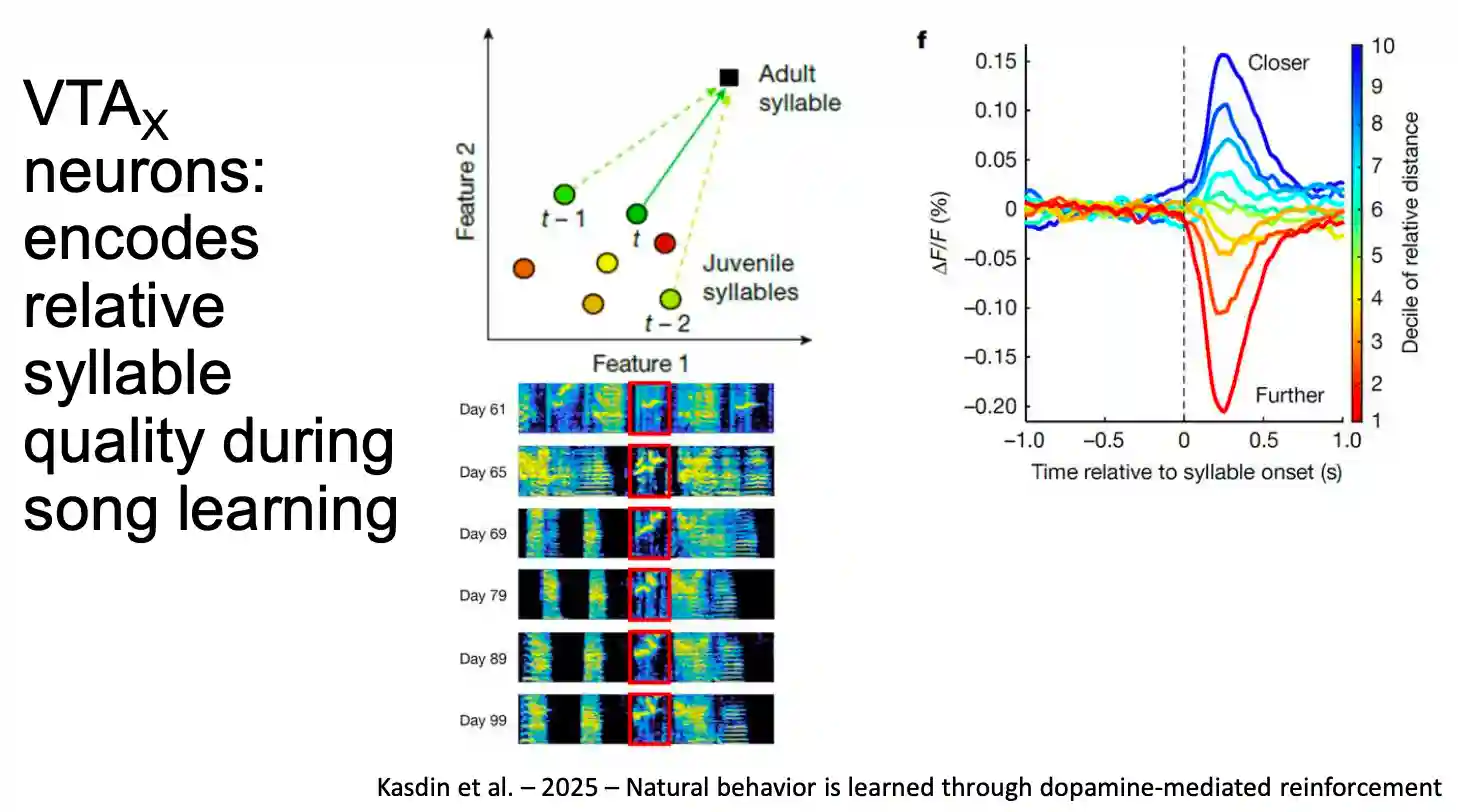 VTAX
neurons:
encodes
relative
syllable
quality during
song learning
Feature 2
Adult
syllable
t – 1
t
Juvenile
syllables
t – 2
Feature 1
Day 61
Day 65
Day 69
Day 79
Day 89
Day 99
f
0.15
0.10
0.05
0
–0.05
–0.10
–0.15
–0.20
ΔF/F (%)
Closer
Further
–1.0 –0.5 0 0.5 1.0
Time relative to syllable onset (s)
10
9
8
7
6
5
4
3
2
1
Decile of relative distance
Kasdin et al. – 2025 – Natural behavior is learned through dopamine-mediated reinforcement